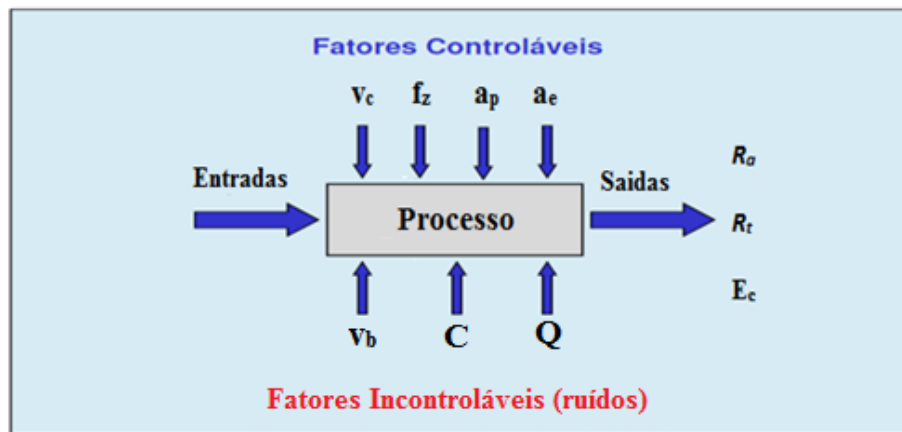 Fatores Controláveis
vc fz ap ae
Entradas
Saidas
Ra
Processo
Rt
Ec
vb C Q
Fatores Incontroláveis (ruídos)